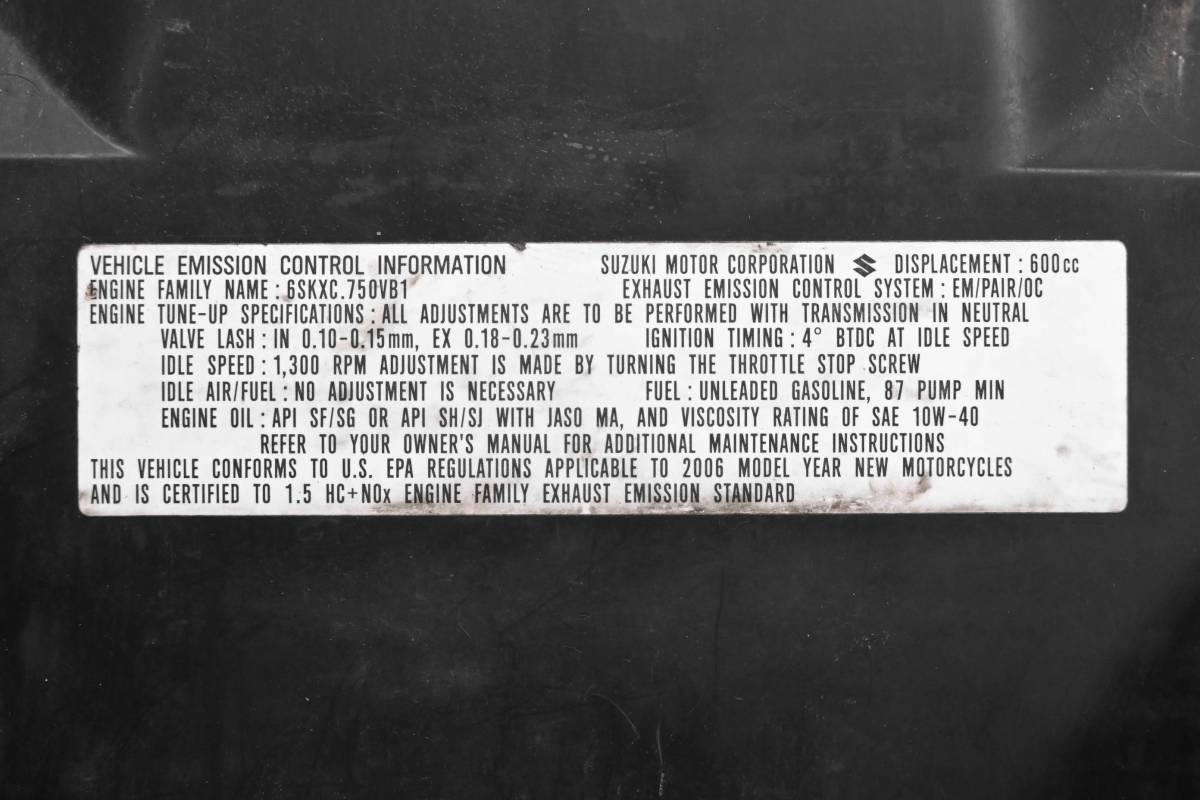 VEHICLE EMISSION CONTROL INFORMATION SUZUKI MOTOR CORPORATION DISPLACEMENT : 600cc
ENGINE FAMILY NAME : 6SKXC.750VB1 EXHAUST EMISSION CONTROL SYSTEM : EM/PAIR/OC
ENGINE TUNE-UP SPECIFICATIONS : ALL ADJUSTMENTS ARE TO BE PERFORMED WITH TRANSMISSION IN NEUTRAL
VALVE LASH : IN 0.10-0.15mm, EX 0.18-0.23mm IGNITION TIMING : 4° BTDC AT IDLE SPEED
IDLE SPEED : 1,300 RPM ADJUSTMENT IS MADE BY TURNING THE THROTTLE STOP SCREW
IDLE AIR/FUEL : NO ADJUSTMENT IS NECESSARY FUEL : UNLEADED GASOLINE, 87 PUMP MIN
ENGINE OIL : API SF/SG OR API SH/SJ WITH JASO MA, AND VISCOSITY RATING OF SAE 10W-40
REFER TO YOUR OWNER'S MANUAL FOR ADDITIONAL MAINTENANCE INSTRUCTIONS
THIS VEHICLE CONFORMS TO U.S. EPA REGULATIONS APPLICABLE TO 2006 MODEL YEAR NEW MOTORCYCLES
AND IS CERTIFIED TO 1.5 HC+NOx ENGINE FAMILY EXHAUST EMISSION STANDARD